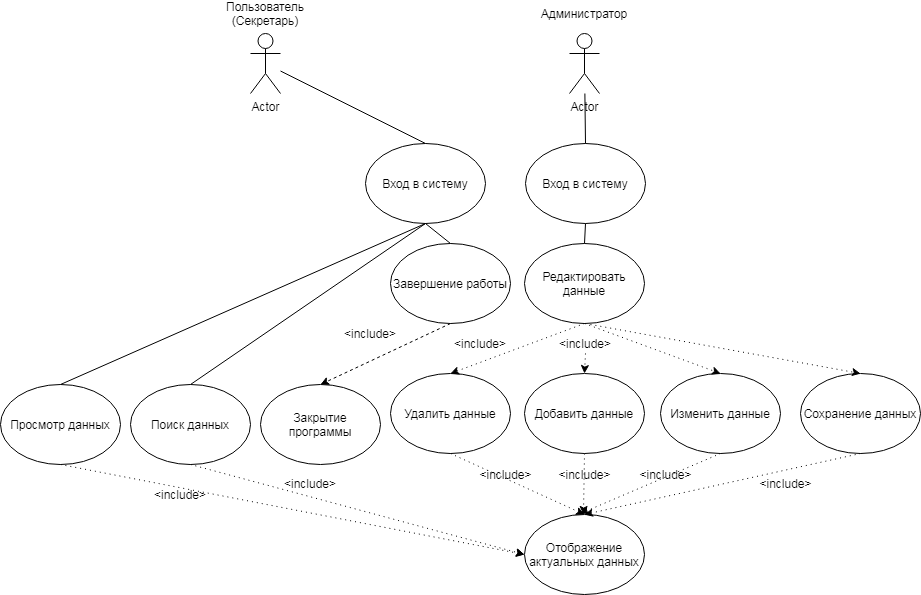 Пользователь
(Секретарь)
Администратор
Actor
Actor
Вход в систему
Вход в систему
Завершение работы
Редактировать
данные
<include>
<include>
<include>
Просмотр данных
Поиск данных
Закрытие
программы
Удалить данные
Добавить данные
Изменить данные
Сохранение данных
<include>
<include>
<include>
<include>
<include>
<include>
Отображение
актуальных данных